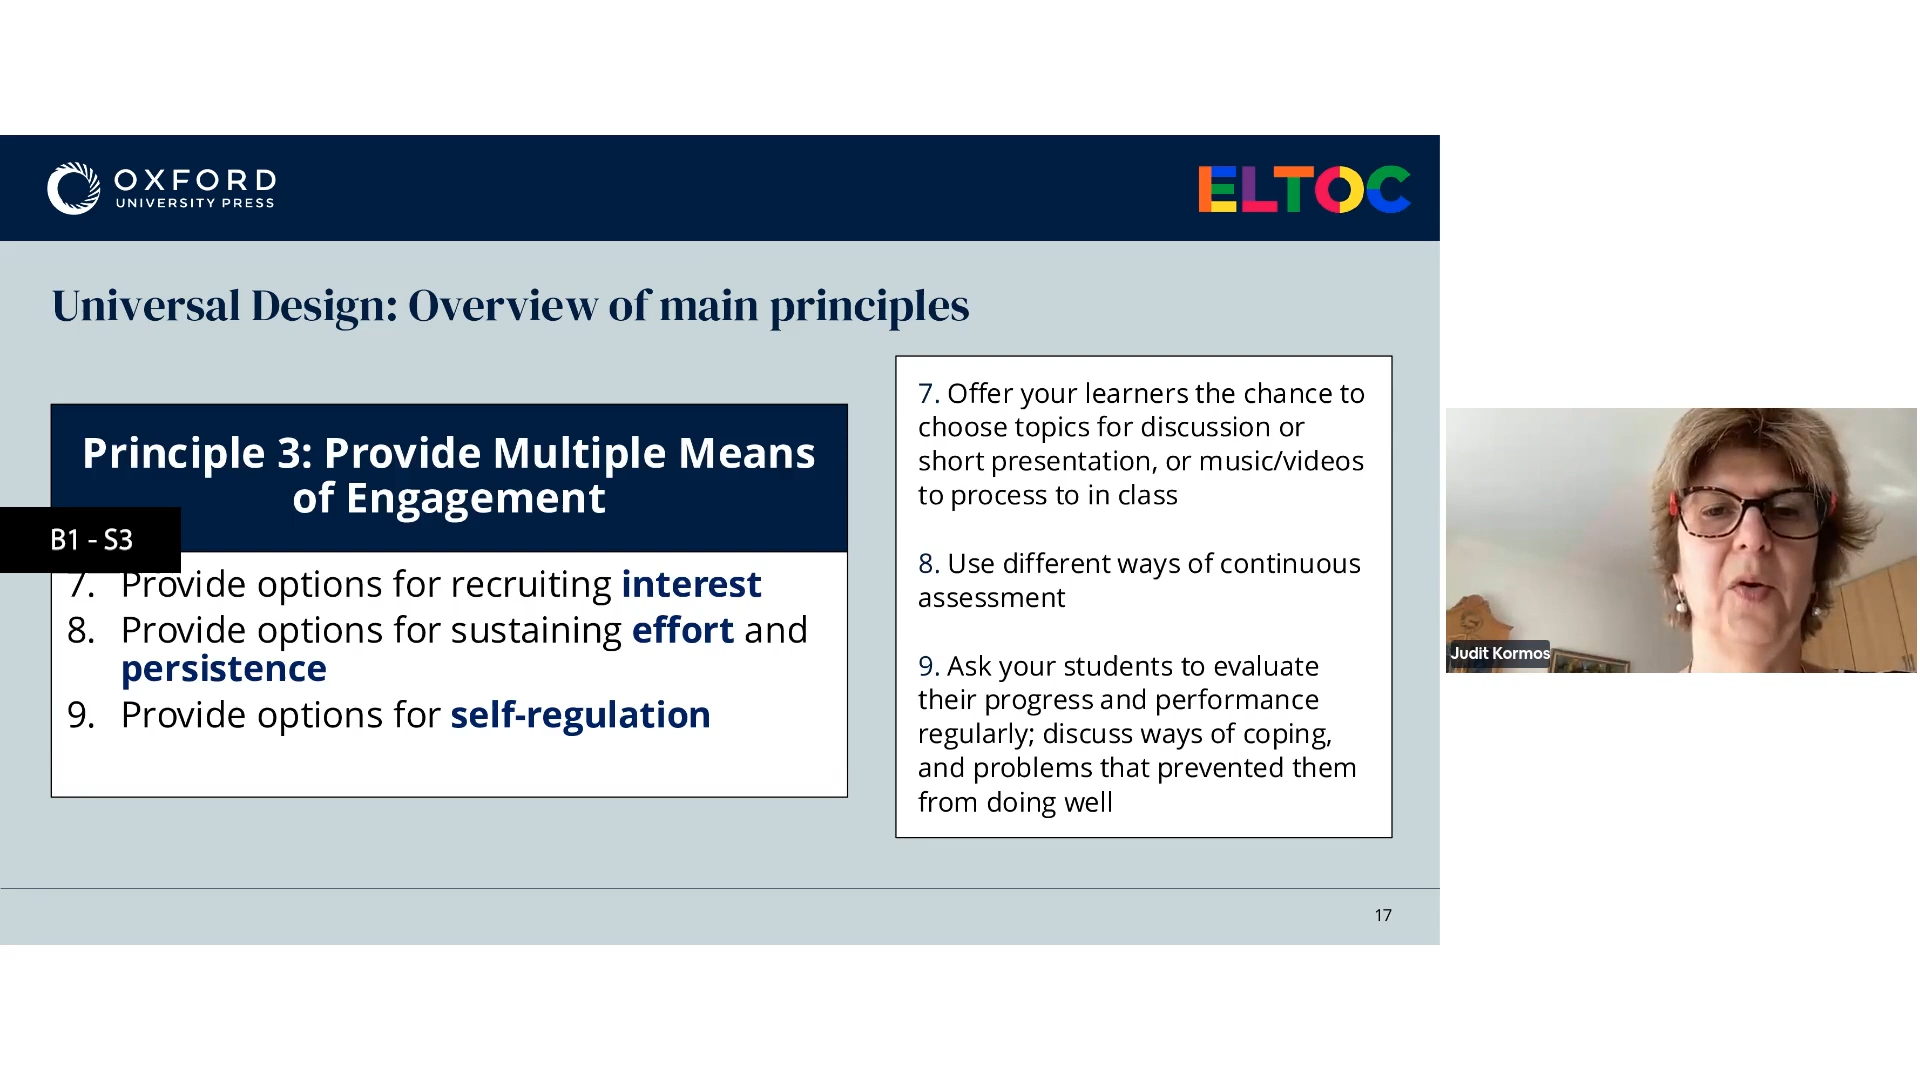 OXFORD
UNIVERSITY PRESS
ELTOC
Universal Design: Overview of main principles
Principle 3: Provide Multiple Means
of Engagement
B1 - S3
7. Provide options for recruiting interest
8. Provide options for sustaining effort and
persistence
9. Provide options for self-regulation
7. Offer your learners the chance to
choose topics for discussion or
short presentation, or music/videos
to process to in class
8. Use different ways of continuous
assessment
9. Ask your students to evaluate
their progress and performance
regularly; discuss ways of coping,
and problems that prevented them
from doing well
Judit Kormos
17